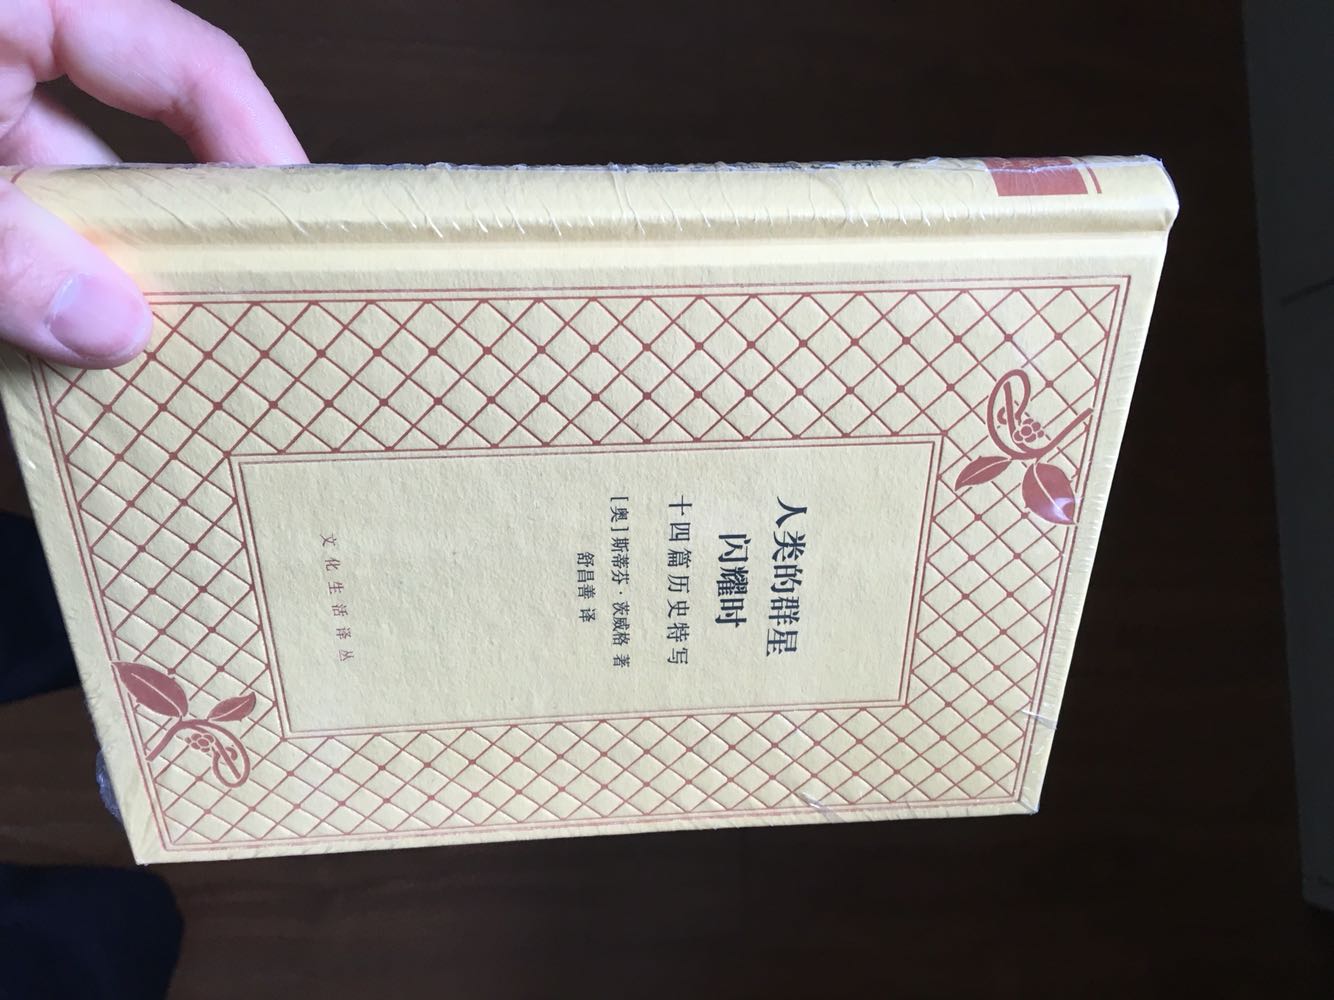 人类的群星
闪耀时
十四篇历史特写
[奥]斯蒂芬·茨威格 著
舒昌善 译
文化生活译丛